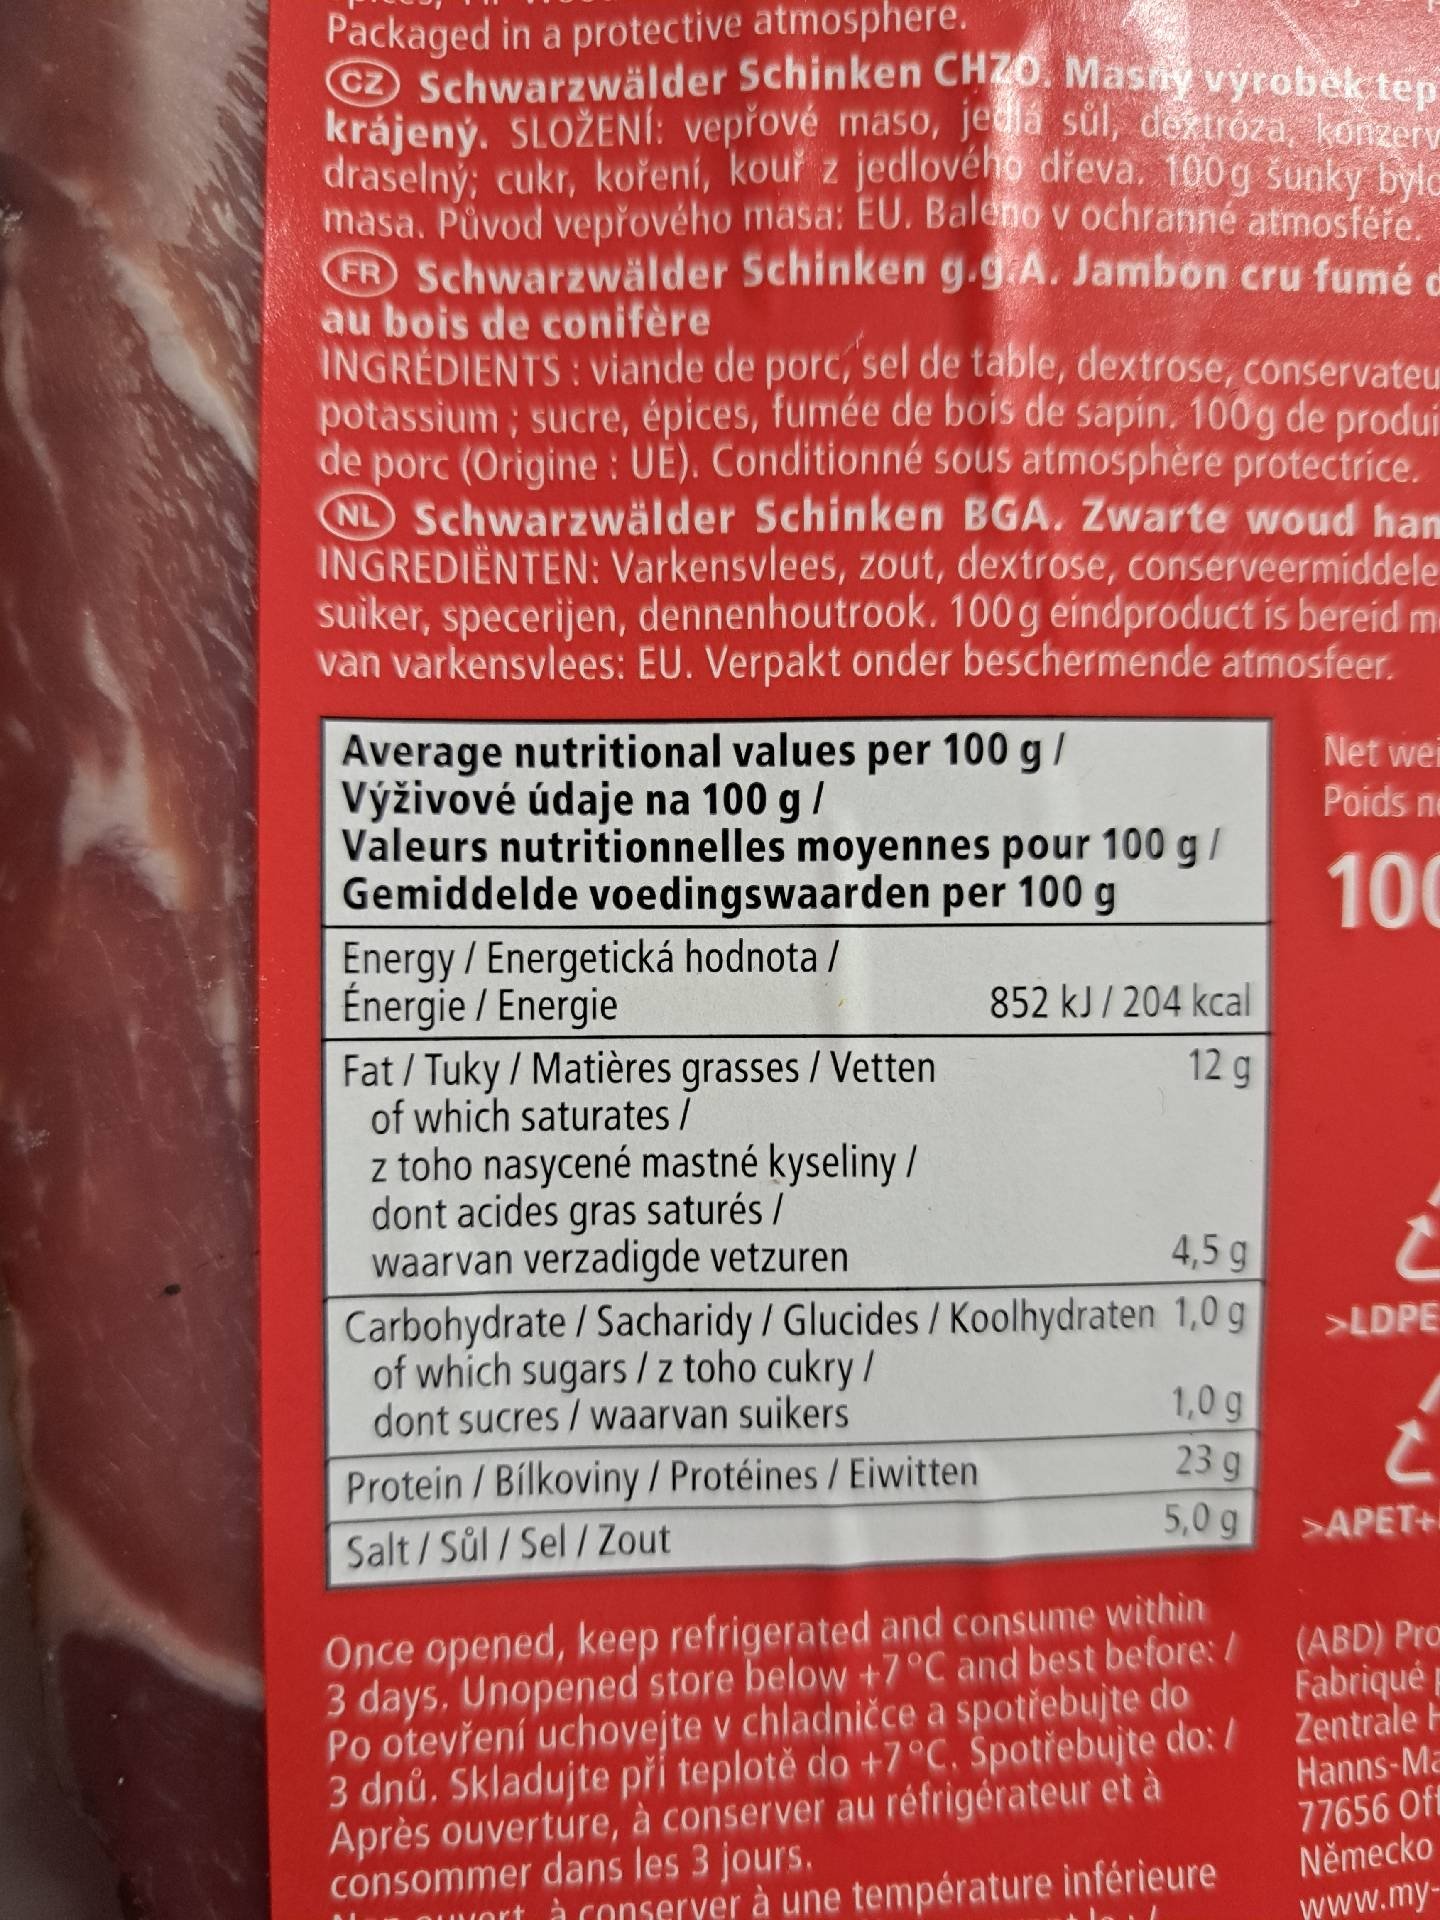 Packaged in a protective atmosphere.
CZ Schwarzwälder Schinken CHZO. Masný výrobek tep
krájený. SLOŽENÍ: vepřové maso, jedlá sůl, dextróza, konzerv
draselný; cukr, koření, kouř z jedlového dřeva. 100g šunky bylo
masa. Původ vepřového masa: EU. Baleno v ochranné atmosféře.
FR Schwarzwälder Schinken g.g.A. Jambon cru fumé d
au bois de conifère
INGRÉDIENTS : viande de porc, sel de table, dextrose, conservateu
potassium ; sucre, épices, fumée de bois de sapin. 100g de produi
de porc (Origine : UE). Conditionné sous atmosphère protectrice.
NL Schwarzwälder Schinken BGA. Zwarte woud ham
INGREDIËNTEN: Varkensvlees, zout, dextrose, conserveermiddele
suiker, specerijen, dennenhoutrook. 100g eindproduct is bereid m
van varkensvlees: EU. Verpakt onder beschermende atmosfeer.
Average nutritional values per 100 g /
Výživové údaje na 100 g /
Valeurs nutritionnelles moyennes pour 100 g /
Gemiddelde voedingswaarden per 100 g
Energy / Energetická hodnota /
Énergie / Energie 852 kJ / 204 kcal
Fat / Tuky / Matières grasses / Vetten 12 g
of which saturates /
z toho nasycené mastné kyseliny /
dont acides gras saturés /
waarvan verzadigde vetzuren 4,5 g
Carbohydrate / Sacharidy / Glucides / Koolhydraten 1,0 g
of which sugars / z toho cukry /
dont sucres / waarvan suikers 1,0 g
Protein / Bílkoviny / Protéines / Eiwitten 23 g
Salt / Sůl / Sel / Zout 5,0 g
Once opened, keep refrigerated and consume within
3 days. Unopened store below +7°C and best before: /
Po otevření uchovejte v chladničce a spotřebujte do
3 dnů. Skladujte při teplotě do +7°C. Spotřebujte do: /
Après ouverture, à conserver au réfrigérateur et à
consommer dans les 3 jours.
à conserver à une température inférieure
Net wei
Poids ne
100
>LDPE
>APET+
(ABD) Pro
Fabriqué
Zentrale H
Hanns-Ma
77656 Off
Německo
www.my-